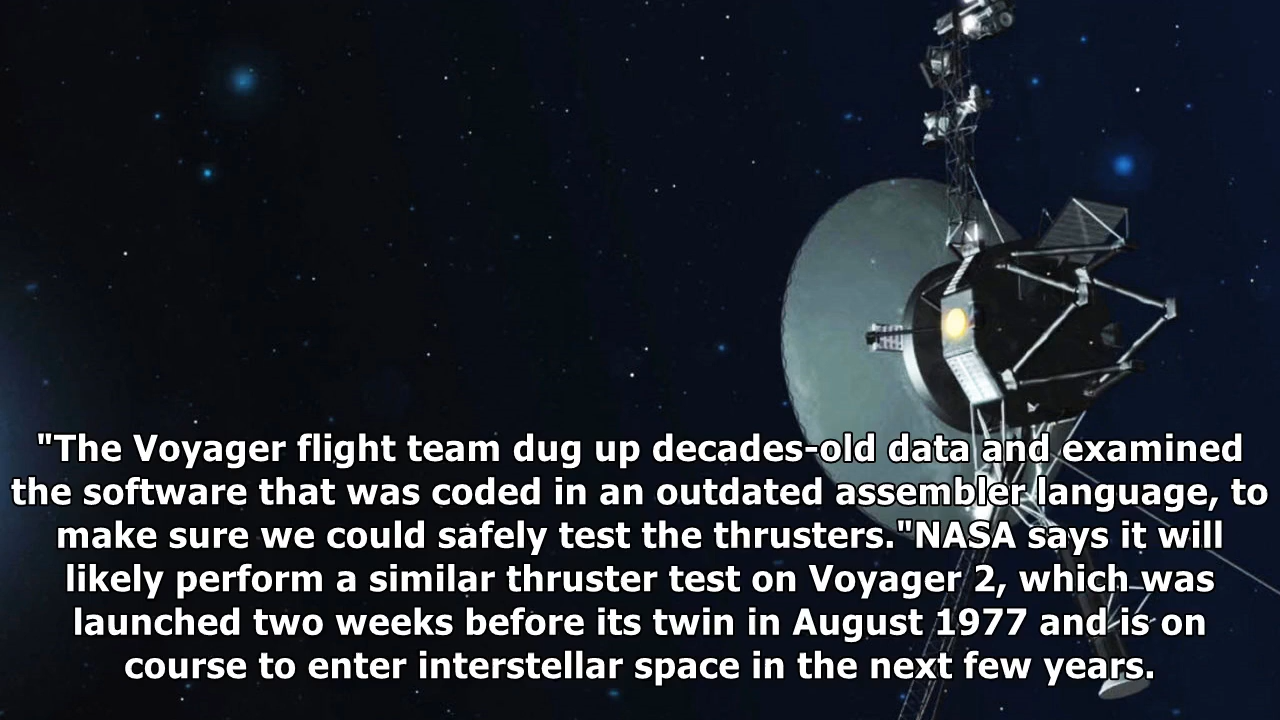 "The Voyager flight team dug up decades-old data and examined
the software that was coded in an outdated assembler language, to
make sure we could safely test the thrusters."NASA says it will
likely perform a similar thruster test on Voyager 2, which was
launched two weeks before its twin in August 1977 and is on
course to enter interstellar space in the next few years.